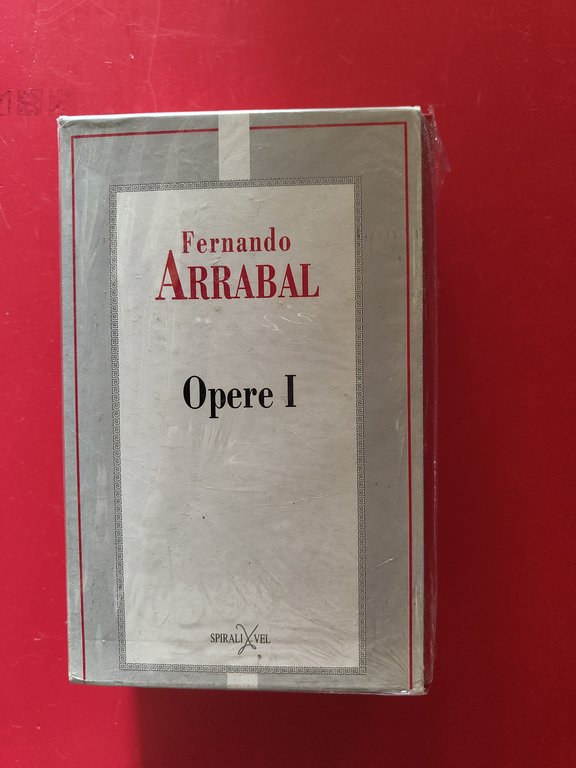 Fernando
ARRABAL
Opere I
SPIRALI VEL